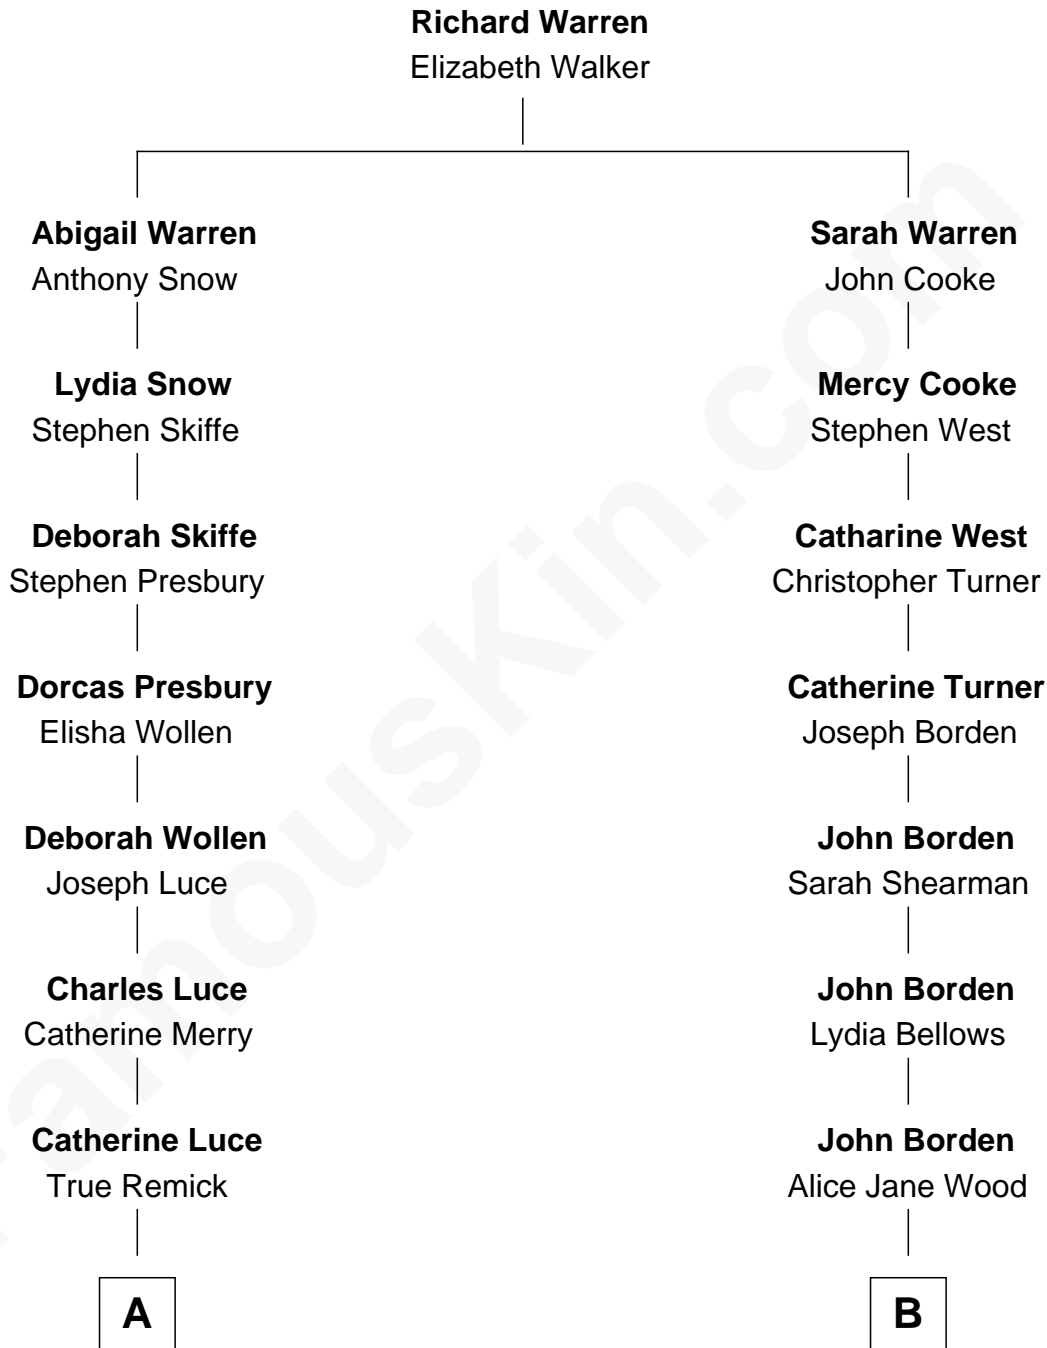 Richard Warren
Elizabeth Walker
Abigail Warren
Anthony Snow
Sarah Warren
John Cooke
Lydia Snow
Stephen Skiffe
Mercy Cooke
Stephen West
Deborah Skiffe
Stephen Presbury
Catharine West
Christopher Turner
Dorcas Presbury
Elisha Wollen
Catherine Turner
Joseph Borden
Deborah Wollen
Joseph Luce
John Borden
Sarah Shearman
Charles Luce
Catherine Merry
John Borden
Lydia Bellows
Catherine Luce
True Remick
John Borden
Alice Jane Wood
A
B
FamousKin.com